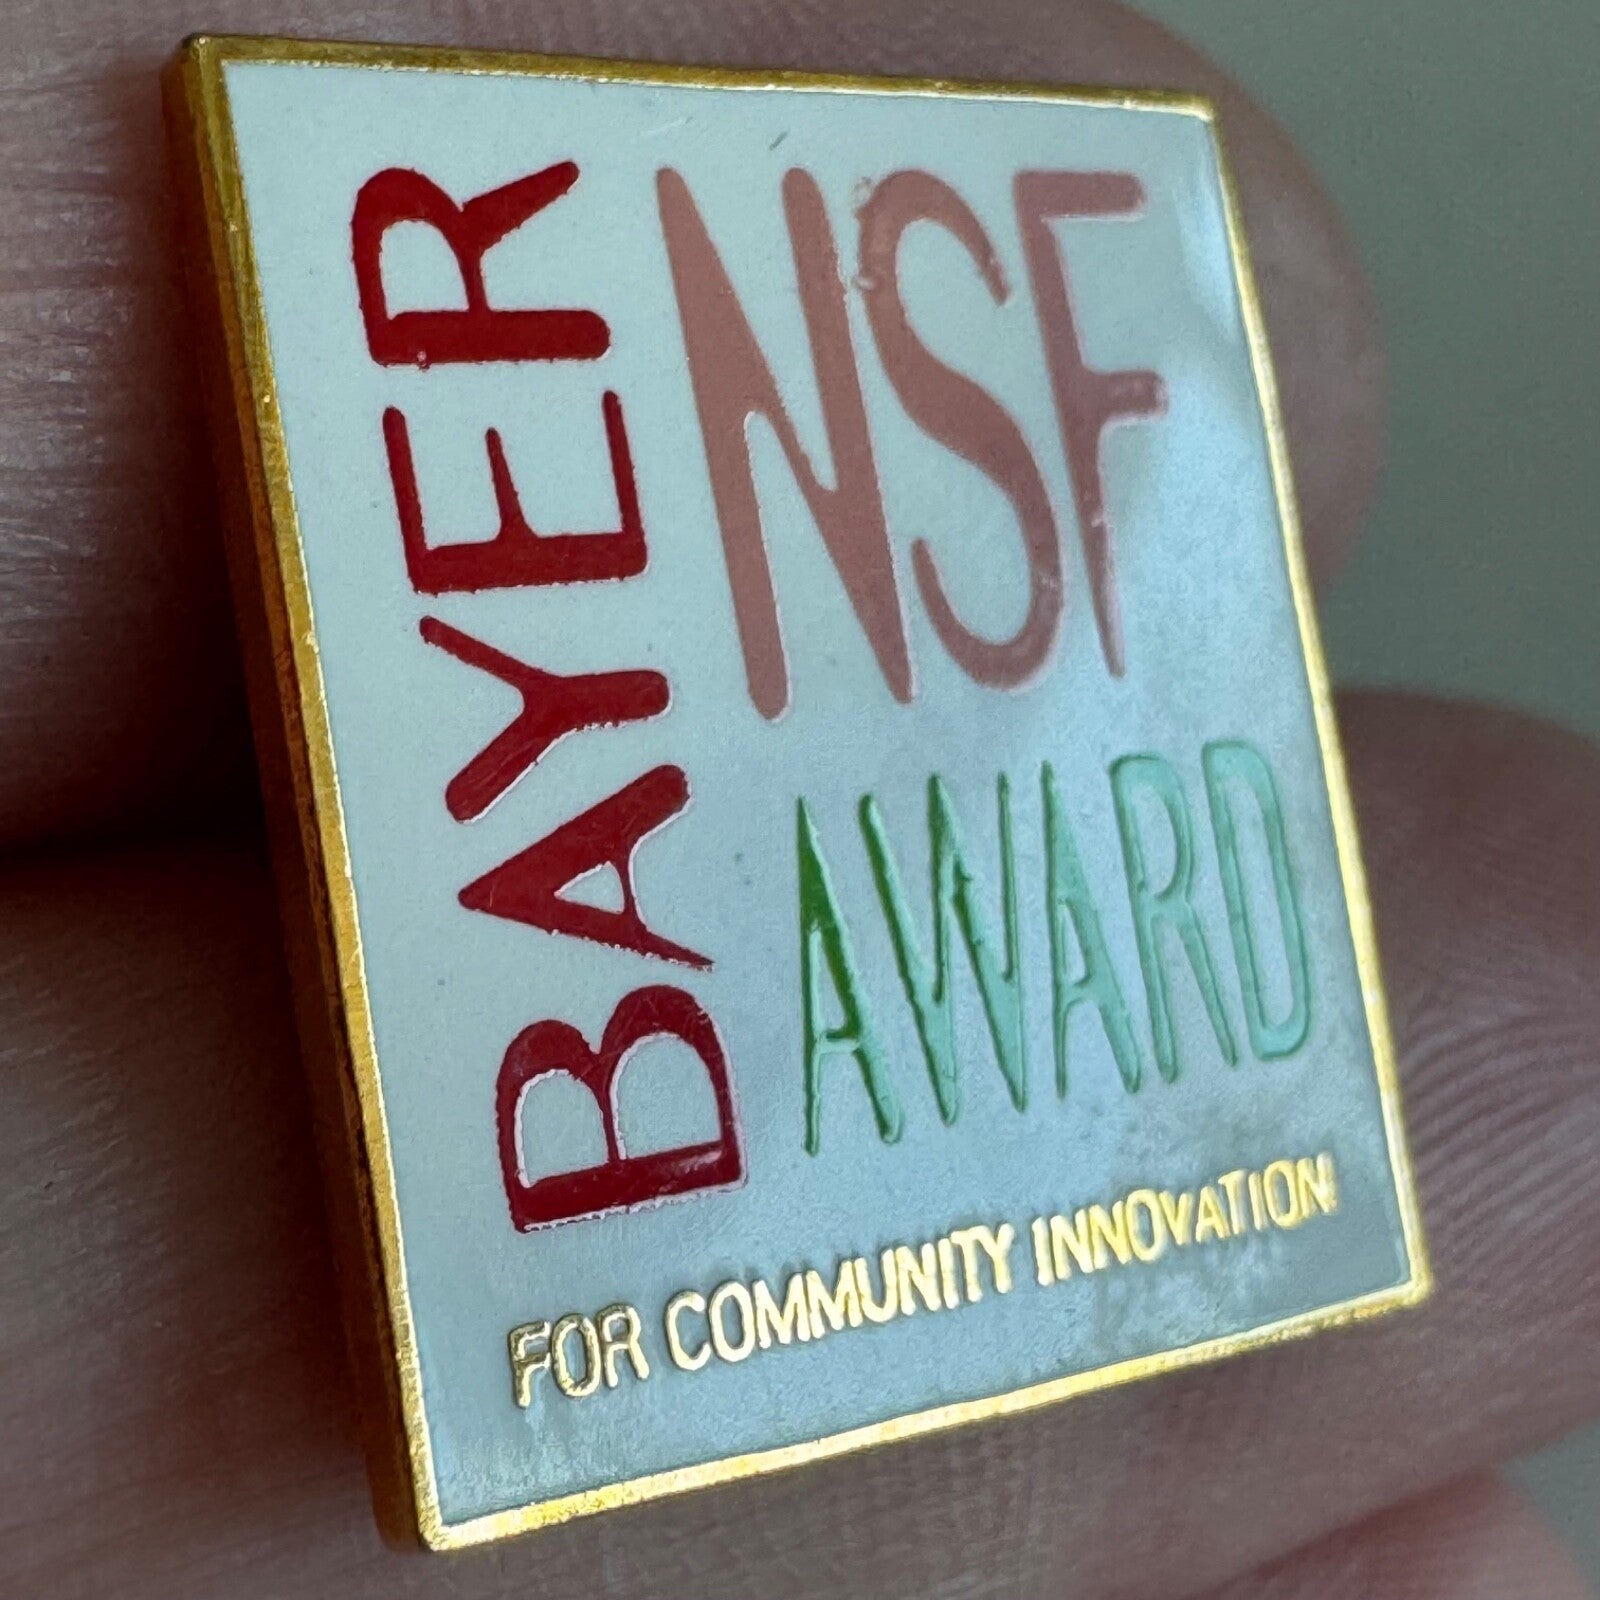 BAYER
NSF
AWARD
FOR COMMUNITY INNOVATION